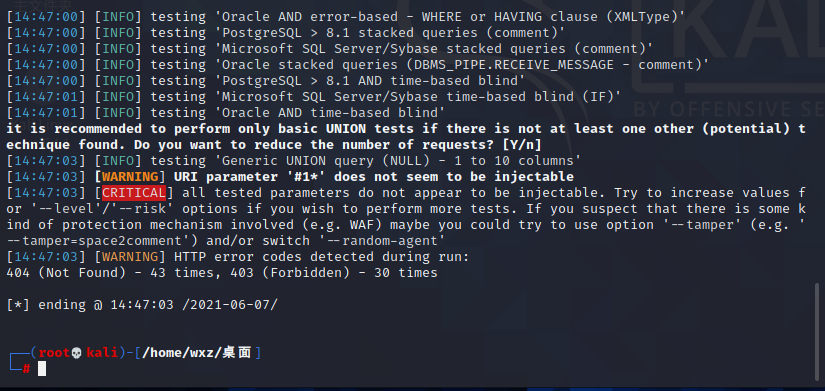 [14:47:00] [INFO] testing 'Oracle AND error-based - WHERE or HAVING clause (XMLType)'
[14:47:00] [INFO] testing 'PostgreSQL > 8.1 stacked queries (comment)'
[14:47:00] [INFO] testing 'Microsoft SQL Server/Sybase stacked queries (comment)'
[14:47:00] [INFO] testing 'Oracle stacked queries (DBMS_PIPE.RECEIVE_MESSAGE - comment)'
[14:47:00] [INFO] testing 'PostgreSQL > 8.1 AND time-based blind'
[14:47:01] [INFO] testing 'Microsoft SQL Server/Sybase time-based blind (IF)'
[14:47:01] [INFO] testing 'Oracle AND time-based blind'
it is recommended to perform only basic UNION tests if there is not at least one other (potential) t
echnique found. Do you want to reduce the number of requests? [Y/n]
[14:47:03] [INFO] testing 'Generic UNION query (NULL) - 1 to 10 columns'
[14:47:03] [WARNING] URI parameter '#1*' does not seem to be injectable
[14:47:03] [CRITICAL] all tested parameters do not appear to be injectable. Try to increase values f
or '--level'/'--risk' options if you wish to perform more tests. If you suspect that there is some k
ind of protection mechanism involved (e.g. WAF) maybe you could try to use option '--tamper' (e.g. '
--tamper=space2comment') and/or switch '--random-agent'
[14:47:03] [WARNING] HTTP error codes detected during run:
404 (Not Found) - 43 times, 403 (Forbidden) - 30 times
[*] ending @ 14:47:03 /2021-06-07/
(root💀kali)-[/home/wxz/桌面]
#
KAL
BY OFFENSIVE SE